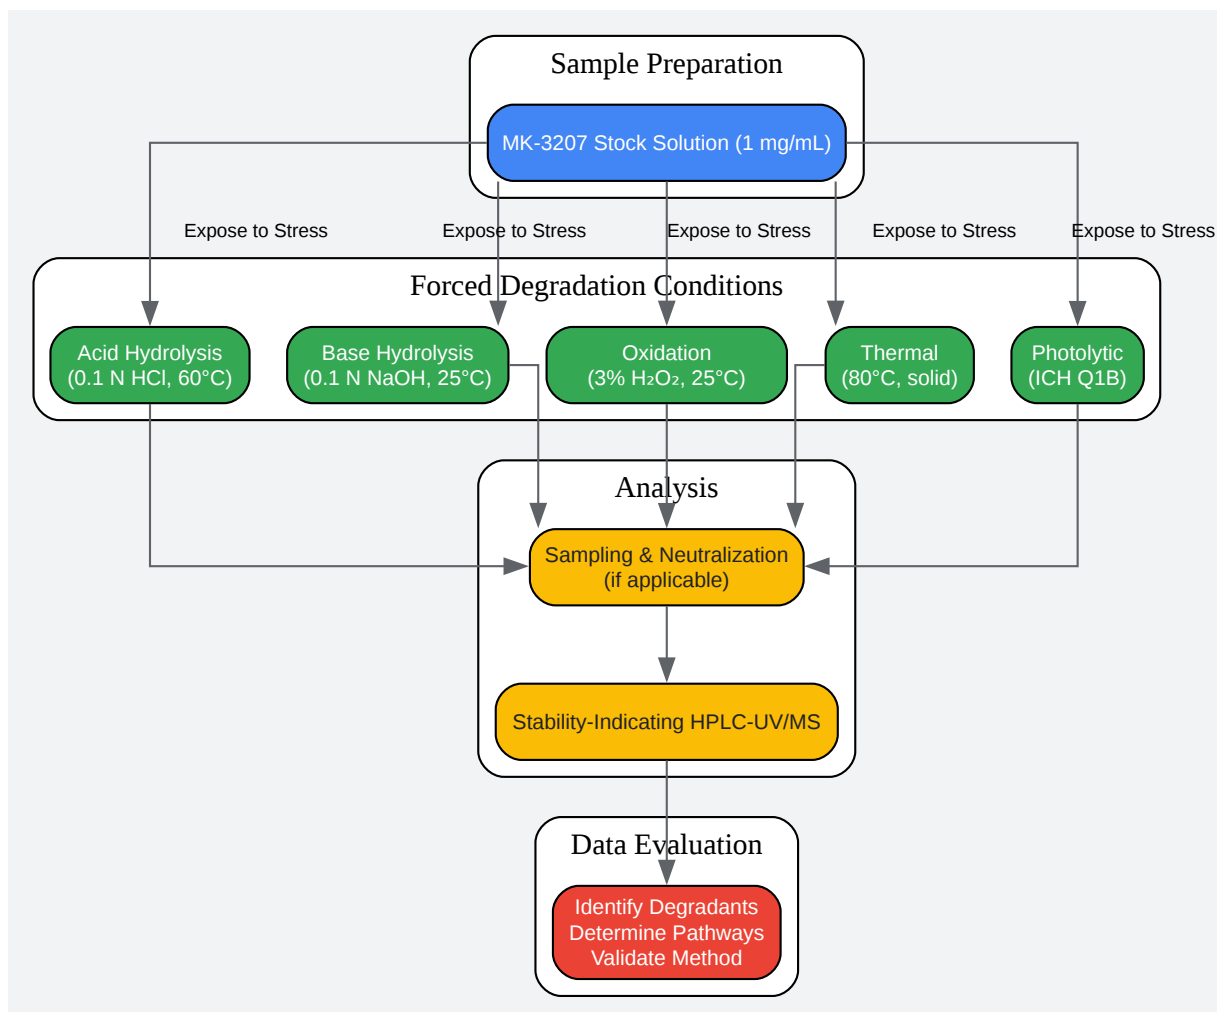 Sample Preparation
MK-3207 Stock Solution (1 mg/mL)
Expose to Stress
Expose to Stress
Expose to Stress
Expose to Stress
Expose to Stress
Forced Degradation Conditions
Acid Hydrolysis
(0.1 N HCl, 60°C)
Base Hydrolysis
(0.1 N NaOH, 25°C)
Oxidation
(3% H₂O₂, 25°C)
Thermal
(80°C, solid)
Photolytic
(ICH Q1B)
Analysis
Sampling & Neutralization
(if applicable)
Stability-Indicating HPLC-UV/MS
Data Evaluation
Identify Degradants
Determine Pathways
Validate Method